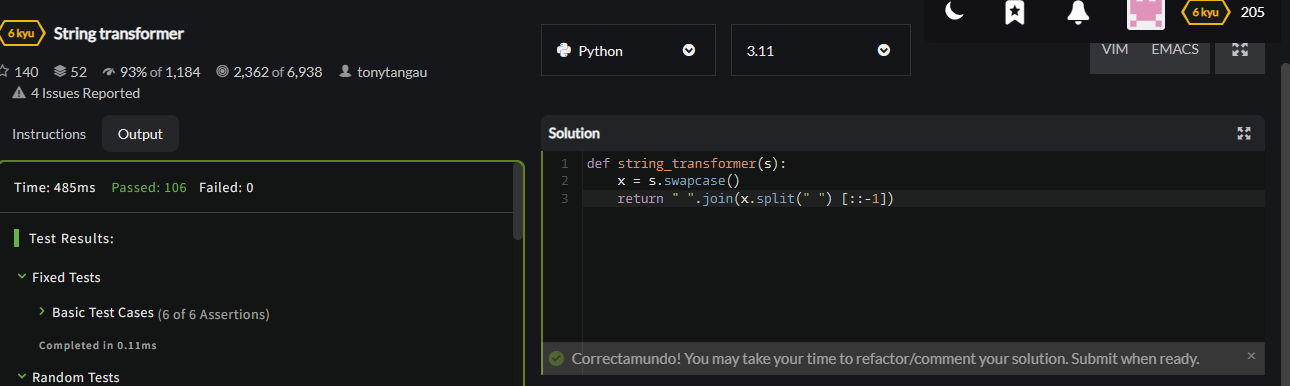 6 kyu String transformer
140 52 93% of 1,184 2,362 of 6,938 tonytangau
4 Issues Reported
Instructions Output
Time: 485ms Passed: 106 Failed: 0
Test Results:
Fixed Tests
Basic Test Cases (6 of 6 Assertions)
Completed in 0.11ms
Random Tests
6 kyu 205
Python 3.11 VIM EMACS
Solution
1 def string_transformer(s):
2 x = s.swapcase()
3 return " ".join(x.split(" ") [::-1])
Correctamundo! You may take your time to refactor/comment your solution. Submit when ready. ×